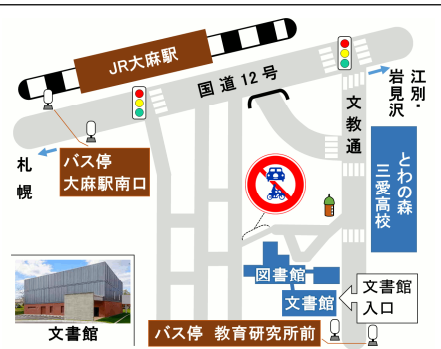 JR大麻駅
国道12号
江別・
岩見沢
文教通
札幌
バス停
大麻駅南口
とわの森
三愛高校
図書館
文書館
文書館
入口
文書館
バス停 教育研究所前